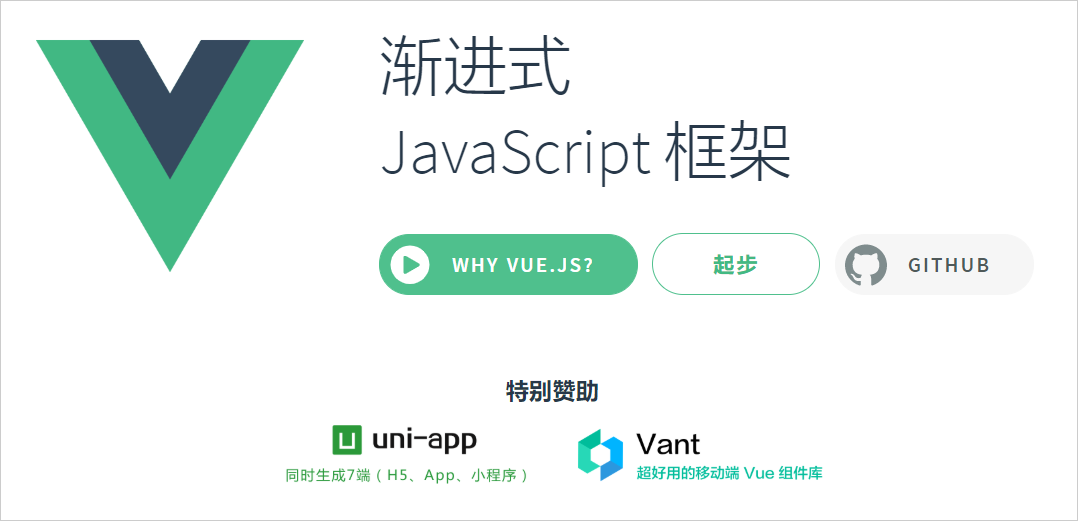 渐进式
JavaScript 框架
WHY VUE.JS?
起步
GITHUB
特别赞助
uni-app
同时生成7端（H5、App、小程序）
Vant
超好用的移动端 Vue 组件库